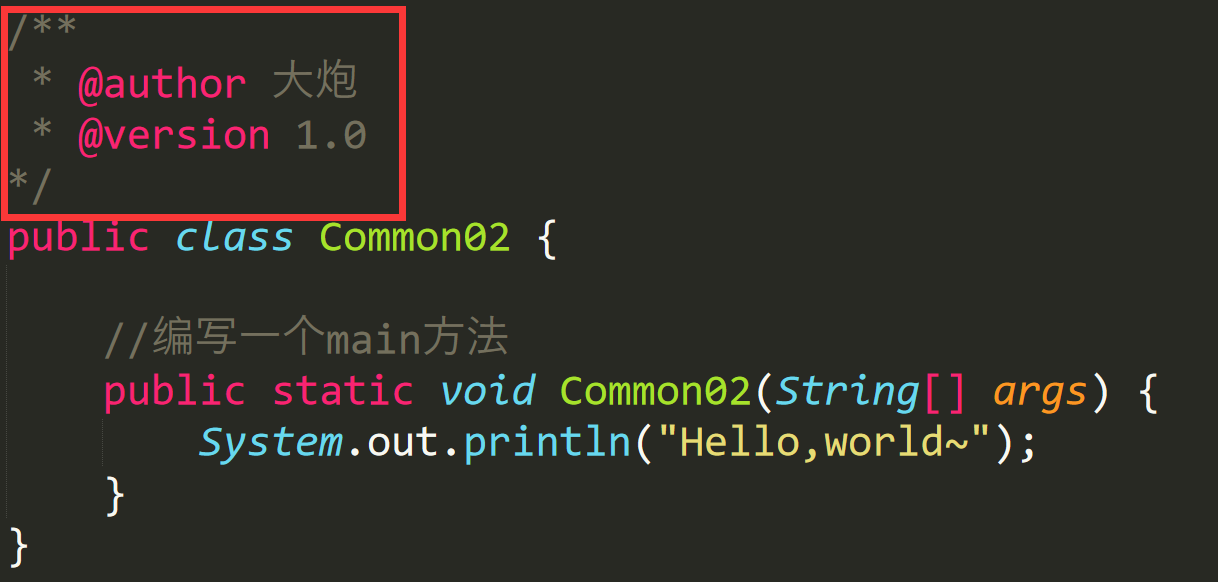 /**
 * @author 大炮
 * @version 1.0
*/
public class Common02 {
    //编写一个main方法
    public static void Common02(String[] args) {
        System.out.println("Hello,world~");
    }
}